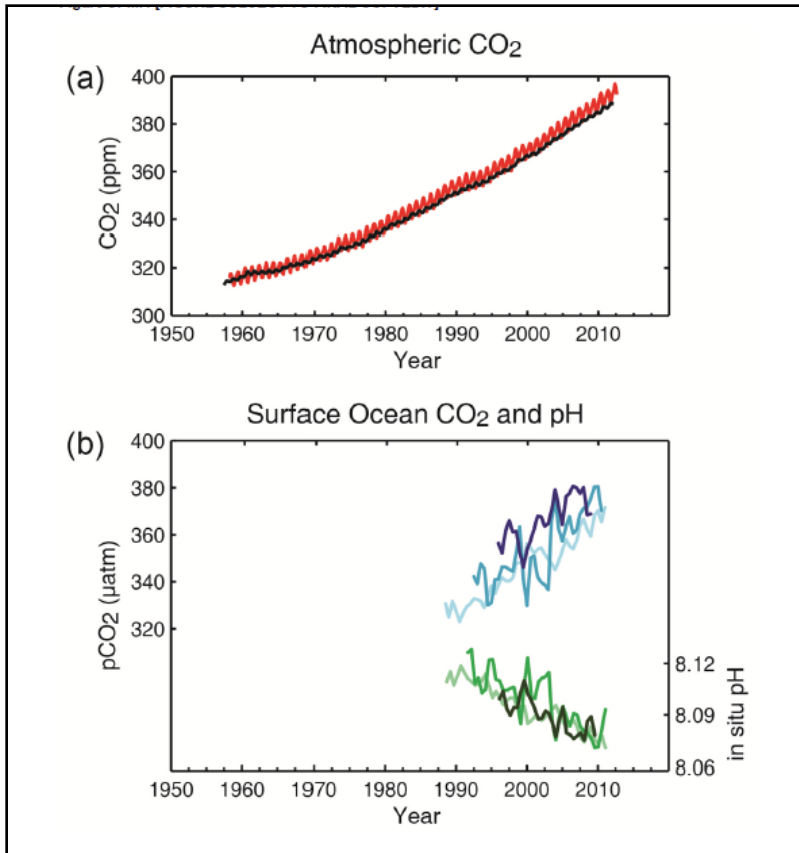 Atmospheric CO₂
(a)
400
380
360
340
320
300
CO₂ (ppm)
1950 1960 1970 1980 1990 2000 2010
Year
Surface Ocean CO₂ and pH
(b)
400
380
360
340
320
pCO₂ (µatm)
8.12
8.09
8.06
in situ pH
1950 1960 1970 1980 1990 2000 2010
Year